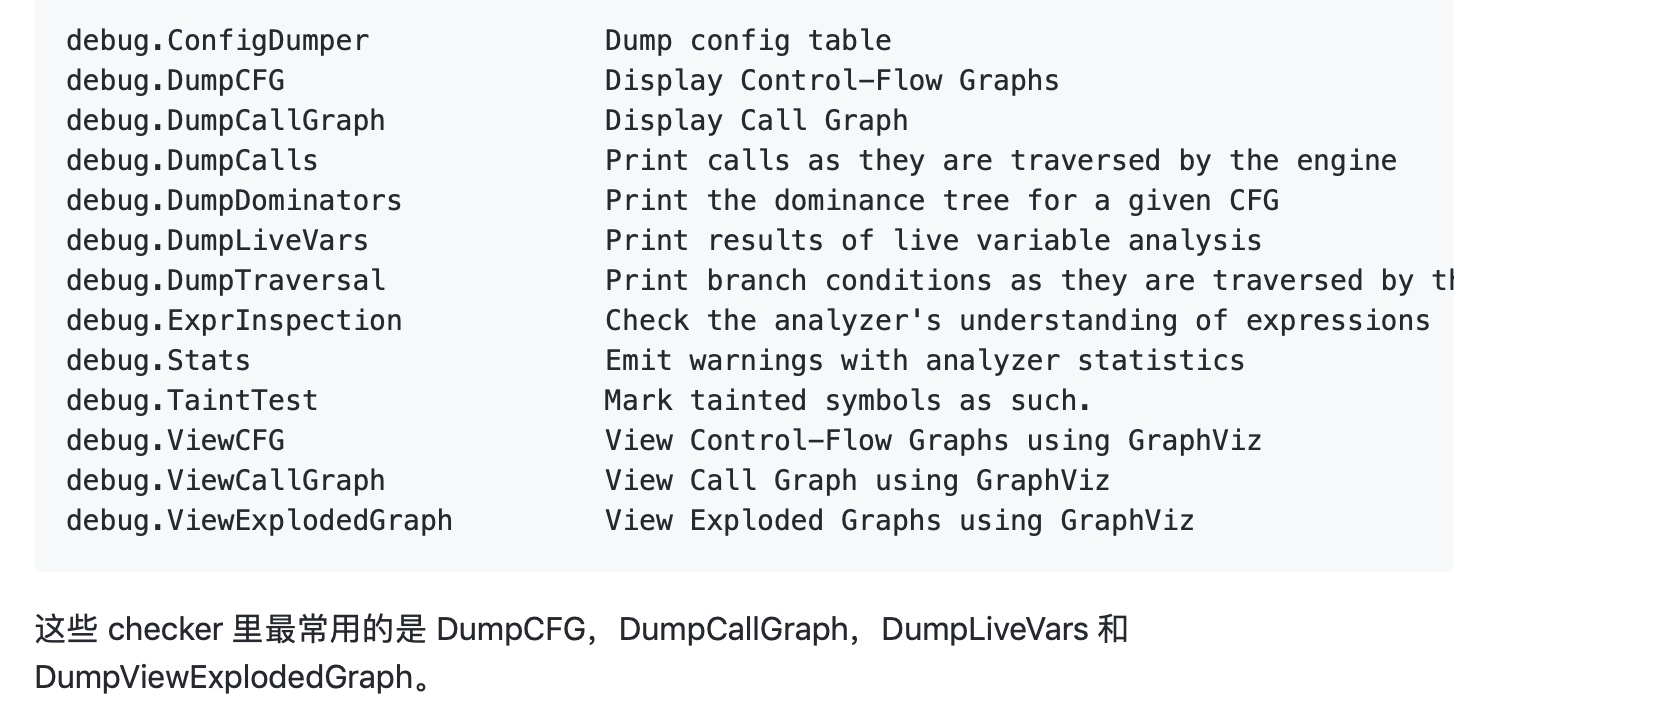 debug.ConfigDumper Dump config table
debug.DumpCFG Display Control-Flow Graphs
debug.DumpCallGraph Display Call Graph
debug.DumpCalls Print calls as they are traversed by the engine
debug.DumpDominators Print the dominance tree for a given CFG
debug.DumpLiveVars Print results of live variable analysis
debug.DumpTraversal Print branch conditions as they are traversed by
debug.ExprInspection Check the analyzer's understanding of expressions
debug.Stats Emit warnings with analyzer statistics
debug.TaintTest Mark tainted symbols as such.
debug.ViewCFG View Control-Flow Graphs using GraphViz
debug.ViewCallGraph View Call Graph using GraphViz
debug.ViewExplodedGraph View Exploded Graphs using GraphViz
这些 checker 里最常用的是 DumpCFG，DumpCallGraph，DumpLiveVars 和
DumpViewExplodedGraph。